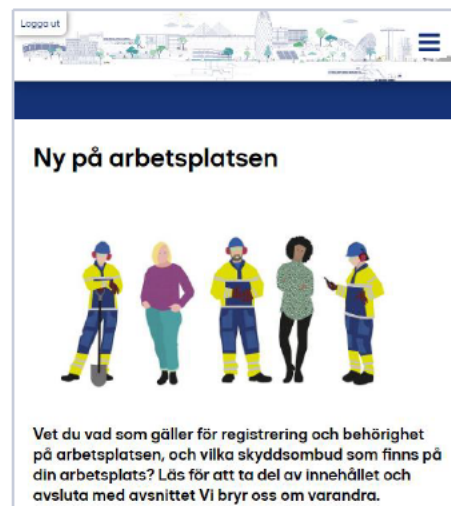 Logga ut
Ny på arbetsplatsen
Vet du vad som gäller för registrering och behörighet
på arbetsplatsen, och vilka skyddsombud som finns på
din arbetsplats? Läs för att ta del av innehållet och
avsluta med avsnittet Vi bryr oss om varandra.